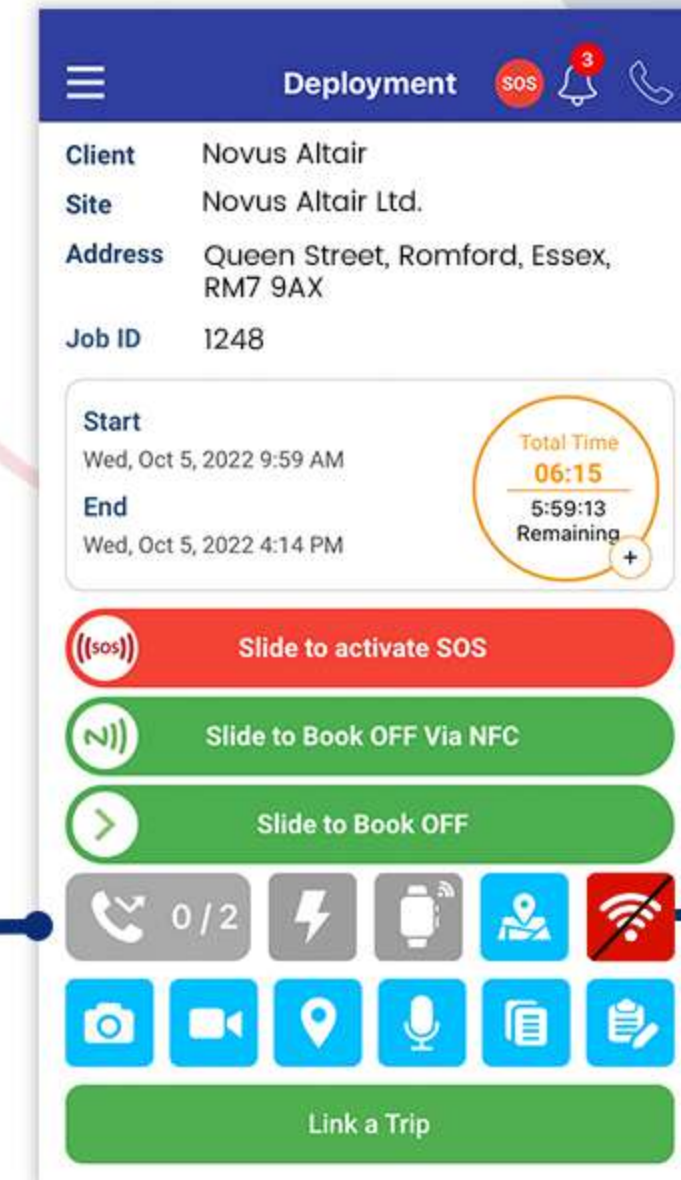 Deployment SOS 3
Client Novus Altair
Site Novus Altair Ltd.
Address Queen Street, Romford, Essex,
RM7 9AX
Job ID 1248
Start
Wed, Oct 5, 2022 9:59 AM
End
Wed, Oct 5, 2022 4:14 PM
Total Time
06:15
5:59:13
Remaining
+
((SOS)) Slide to activate SOS
Slide to Book OFF Via NFC
Slide to Book OFF
0/2
Link a Trip